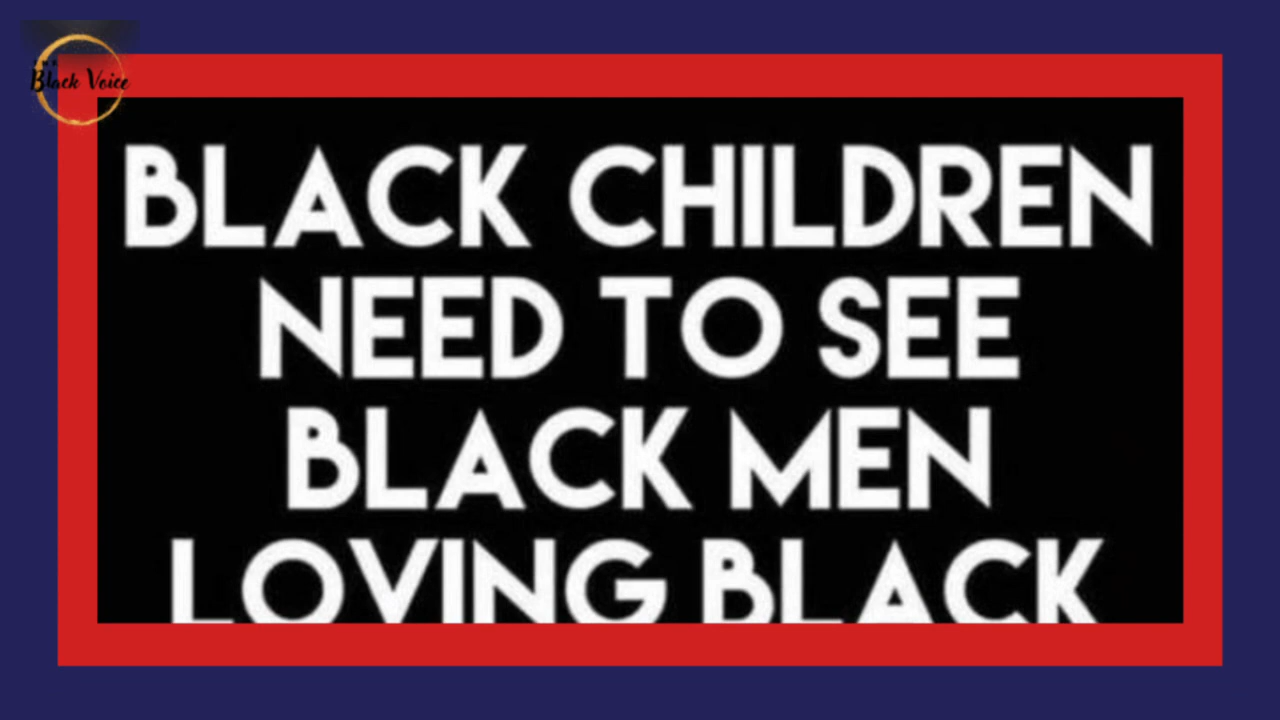 Black Voice
BLACK CHILDREN
NEED TO SEE
BLACK MEN
LOVING BLACK